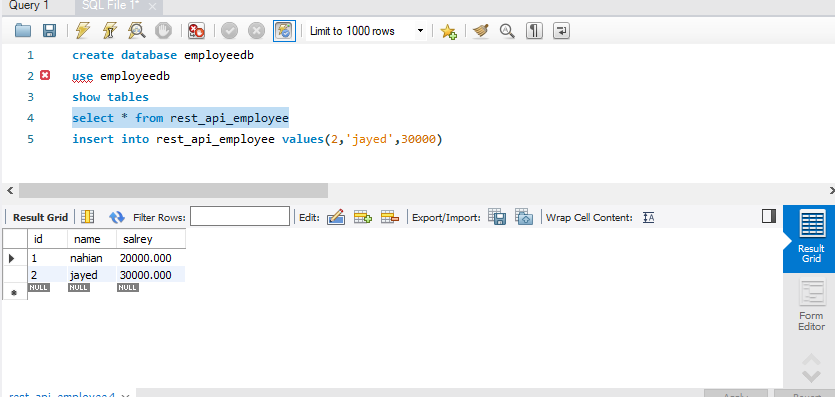 Query 1 SQL File 1* ×
Limit to 1000 rows
1 create database employeedb
2 use employeedb
3 show tables
4 select * from rest_api_employee
5 insert into rest_api_employee values(2,'jayed',30000)
Result Grid Filter Rows: Edit: Export/Import: Wrap Cell Content: IA
id name salrey
1 nahian 20000.000
2 jayed 30000.000
NULL NULL NULL
Result
Grid
Form
Editor
rest_api_employee4 Apply Revert